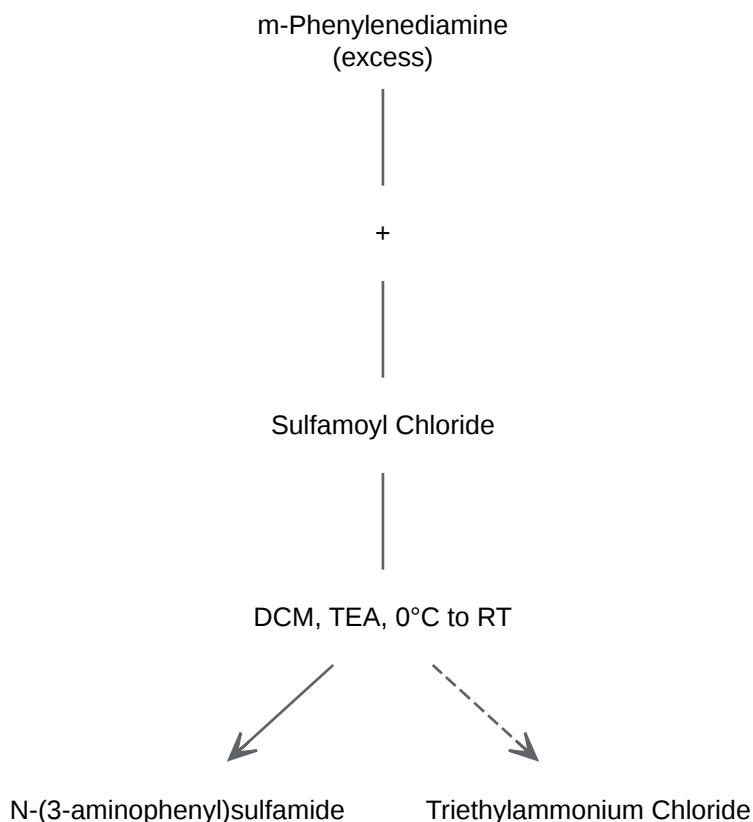 m-Phenylenediamine
(excess)
+
Sulfamoyl Chloride
DCM, TEA, 0°C to RT
N-(3-aminophenyl)sulfamide
Triethylammonium Chloride